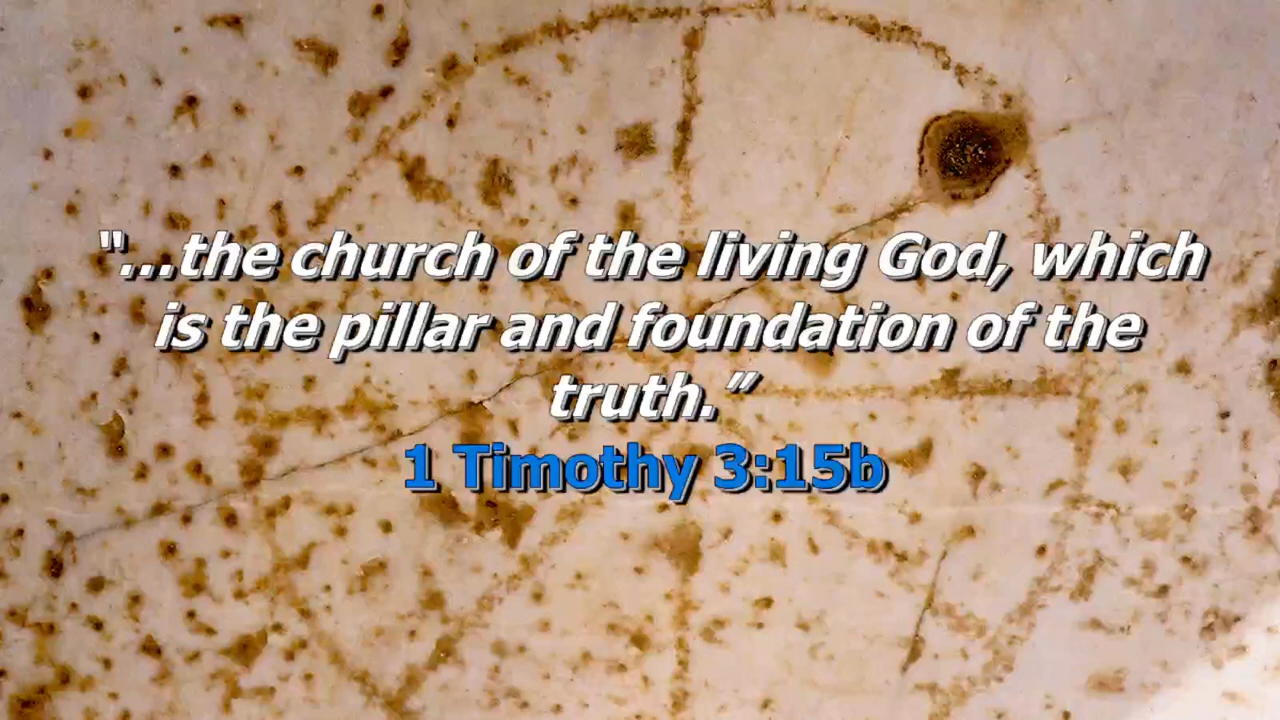 “...the church of the living God, which
is the pillar and foundation of the
truth.”
1 Timothy 3:15b